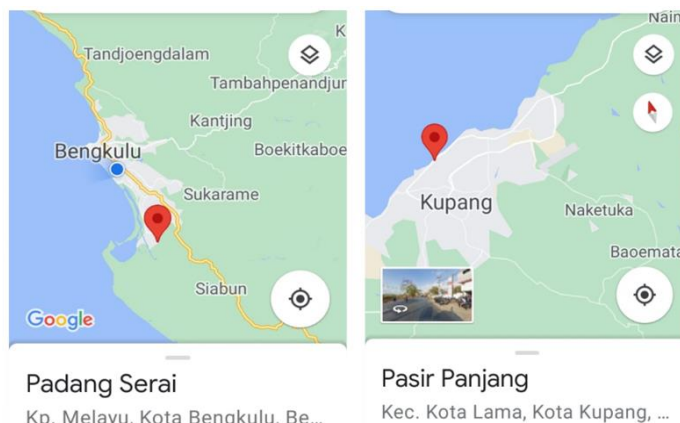 K
Tandjoengdalam
Tambahpenandjur
Kantjing
Bengkulu
Boekitkaboe
Sukarame
Siabun
Google
Padang Serai
Kp. Melayu, Kota Bengkulu, Be...
Nain
Kupang
Naketuka
Baoemata
Pasir Panjang
Kec. Kota Lama, Kota Kupang, ...